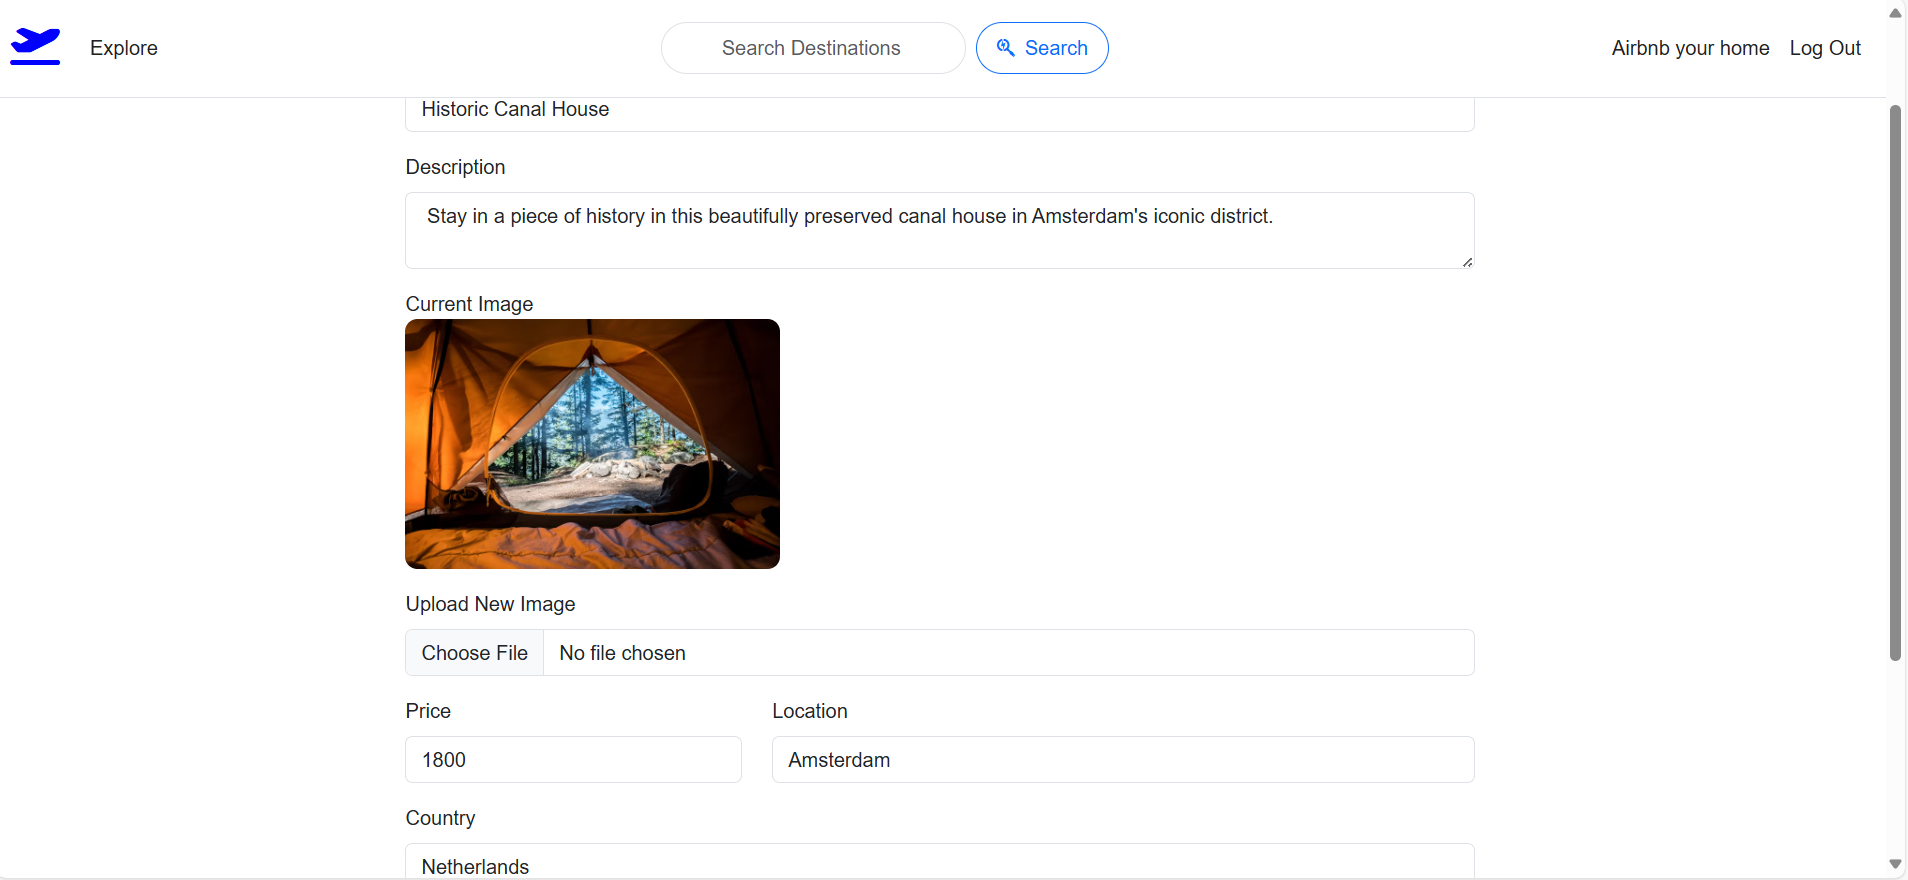 Explore
Search Destinations
Search
Airbnb your home
Log Out
Historic Canal House
Description
Stay in a piece of history in this beautifully preserved canal house in Amsterdam's iconic district.
Current Image
Upload New Image
Choose File
No file chosen
Price
Location
1800
Amsterdam
Country
Netherlands